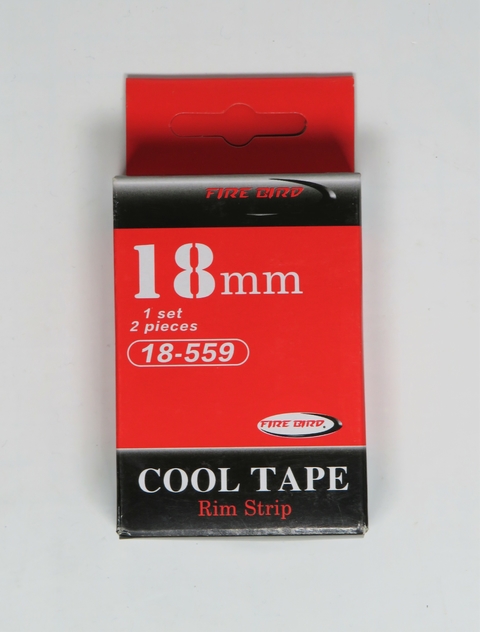 FIRE BIRD
18mm
1 set
2 pieces
18-559
FIRE BIRD®
COOL TAPE
Rim Strip